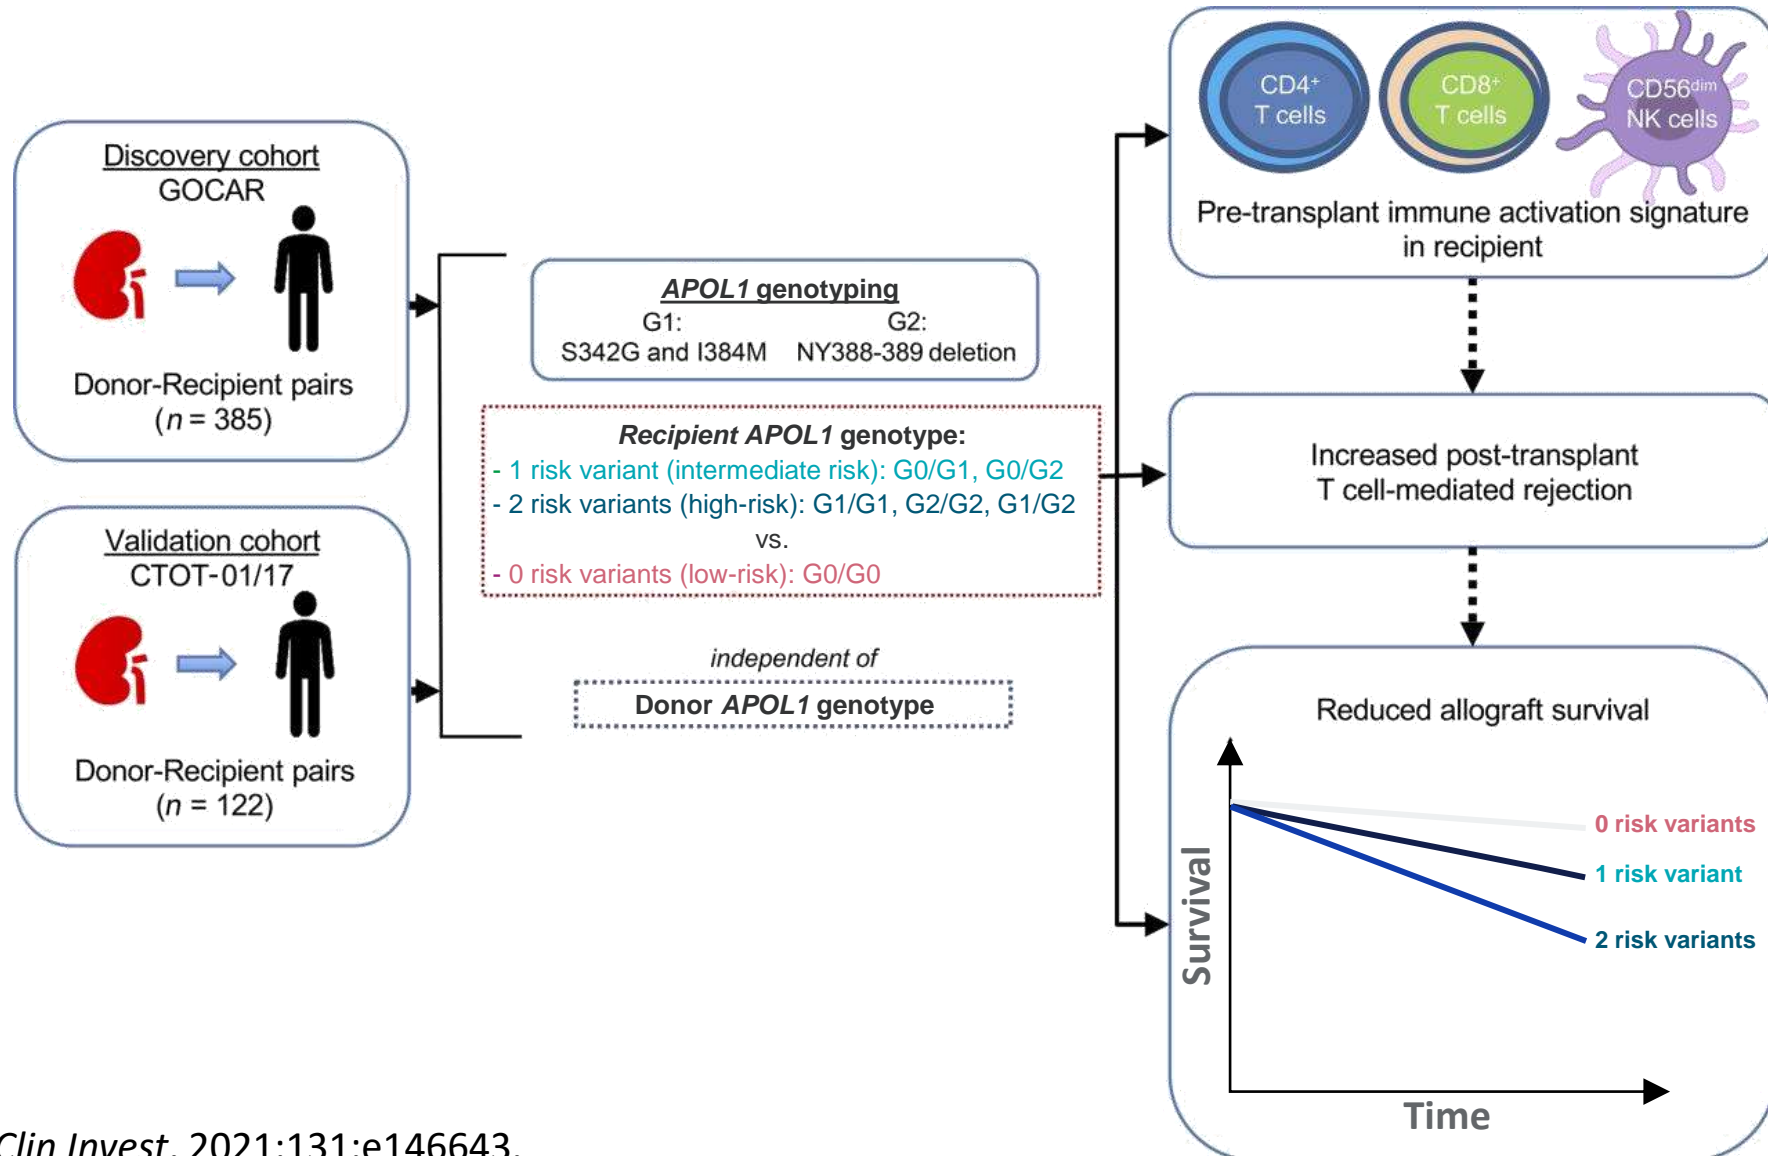 Discovery cohort
GOCAR
Donor-Recipient pairs
(n = 385)
Validation cohort
CTOT-01/17
Donor-Recipient pairs
(n = 122)
APOL1 genotyping
G1:
S342G and I384M
G2:
NY388-389 deletion
Recipient APOL1 genotype:
- 1 risk variant (intermediate risk): G0/G1, G0/G2
- 2 risk variants (high-risk): G1/G1, G2/G2, G1/G2
vs.
- 0 risk variants (low-risk): G0/G0
independent of
Donor APOL1 genotype
CD4+
T cells
CD8+
T cells
CD56dim
NK cells
Pre-transplant immune activation signature
in recipient
Increased post-transplant
T cell-mediated rejection
Reduced allograft survival
Survival
0 risk variants
1 risk variant
2 risk variants
Time
Clin Invest. 2021;131:e146643.